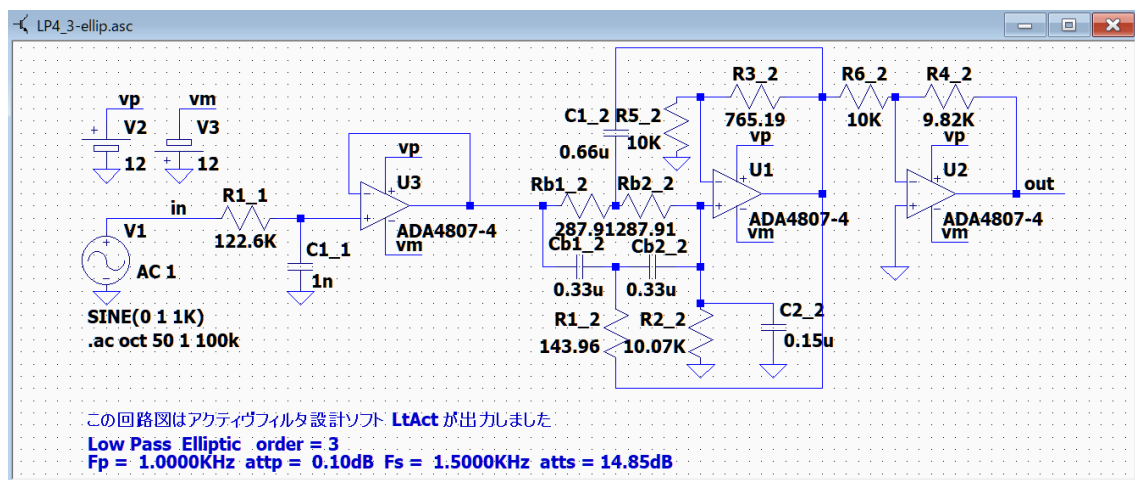 LP4_3-ellip.asc
vp
vm
V2
12
V3
12
in
V1
AC 1
SINE(0 1 1K)
.ac oct 50 1 100k
R1_1
122.6K
C1_1
1n
vp
U3
ADA4807-4
vm
C1_2
0.66u
R5_2
10K
R3_2
765.19
Rb1_2
287.91
Rb2_2
287.91
Cb1_2
0.33u
Cb2_2
0.33u
R1_2
143.96
R2_2
10.07K
C2_2
0.15u
vp
U1
ADA4807-4
vm
R6_2
10K
R4_2
9.82K
vp
U2
ADA4807-4
vm
out
この回路図はアクティヴフィルタ設計ソフト LtAct が出力しました
Low Pass Elliptic order = 3
Fp = 1.0000KHz attp = 0.10dB Fs = 1.5000KHz atts = 14.85dB